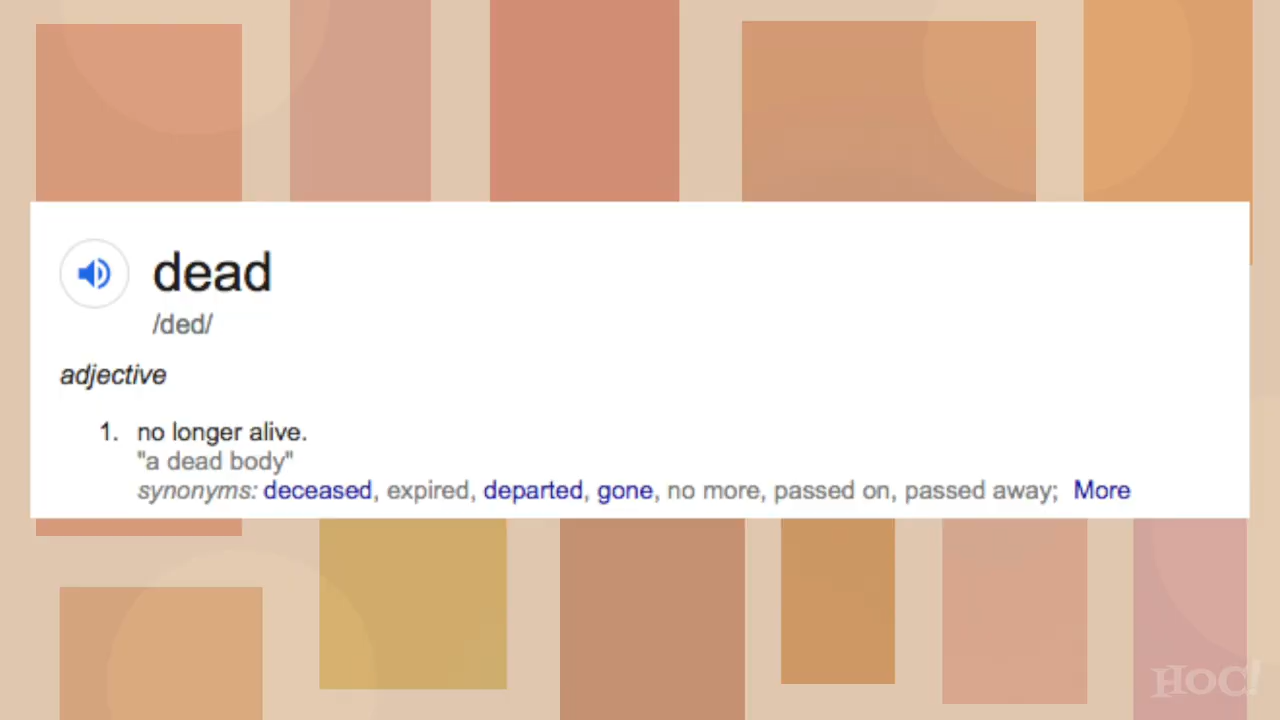 dead
/ded/
adjective
1. no longer alive.
"a dead body"
synonyms: deceased, expired, departed, gone, no more, passed on, passed away; More
HOC!